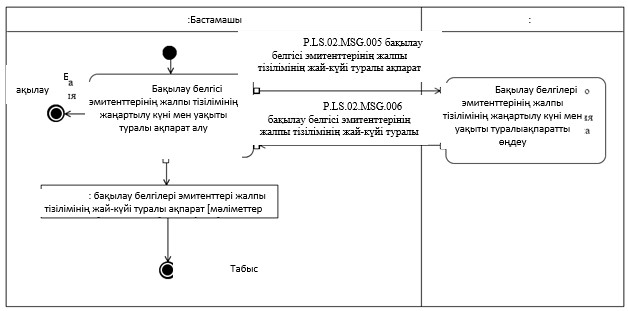 :Бастамашы
:
P.LS.02.MSG.005 бақылау
белгісі эмитенттерінің жалпы
тізілімінің жай-күйі туралы ақпарат
ақылау
Бақылау белгісі
эмитенттерінің жалпы тізілімінің
жаңартылу күні мен уақыты
туралы ақпарат алу
P.LS.02.MSG.006
бақылау белгісі эмитенттерінің
жалпы тізілімінің жай-күйі туралы
Бақылау белгілері
эмитенттерінің жалпы
тізілімінің жаңартылу күні мен
уақыты туралыақпаратты
өңдеу
: бақылау белгілері эмитенттері жалпы
тізілімінің жай-күйі туралы ақпарат [мәліметтер
Табыс